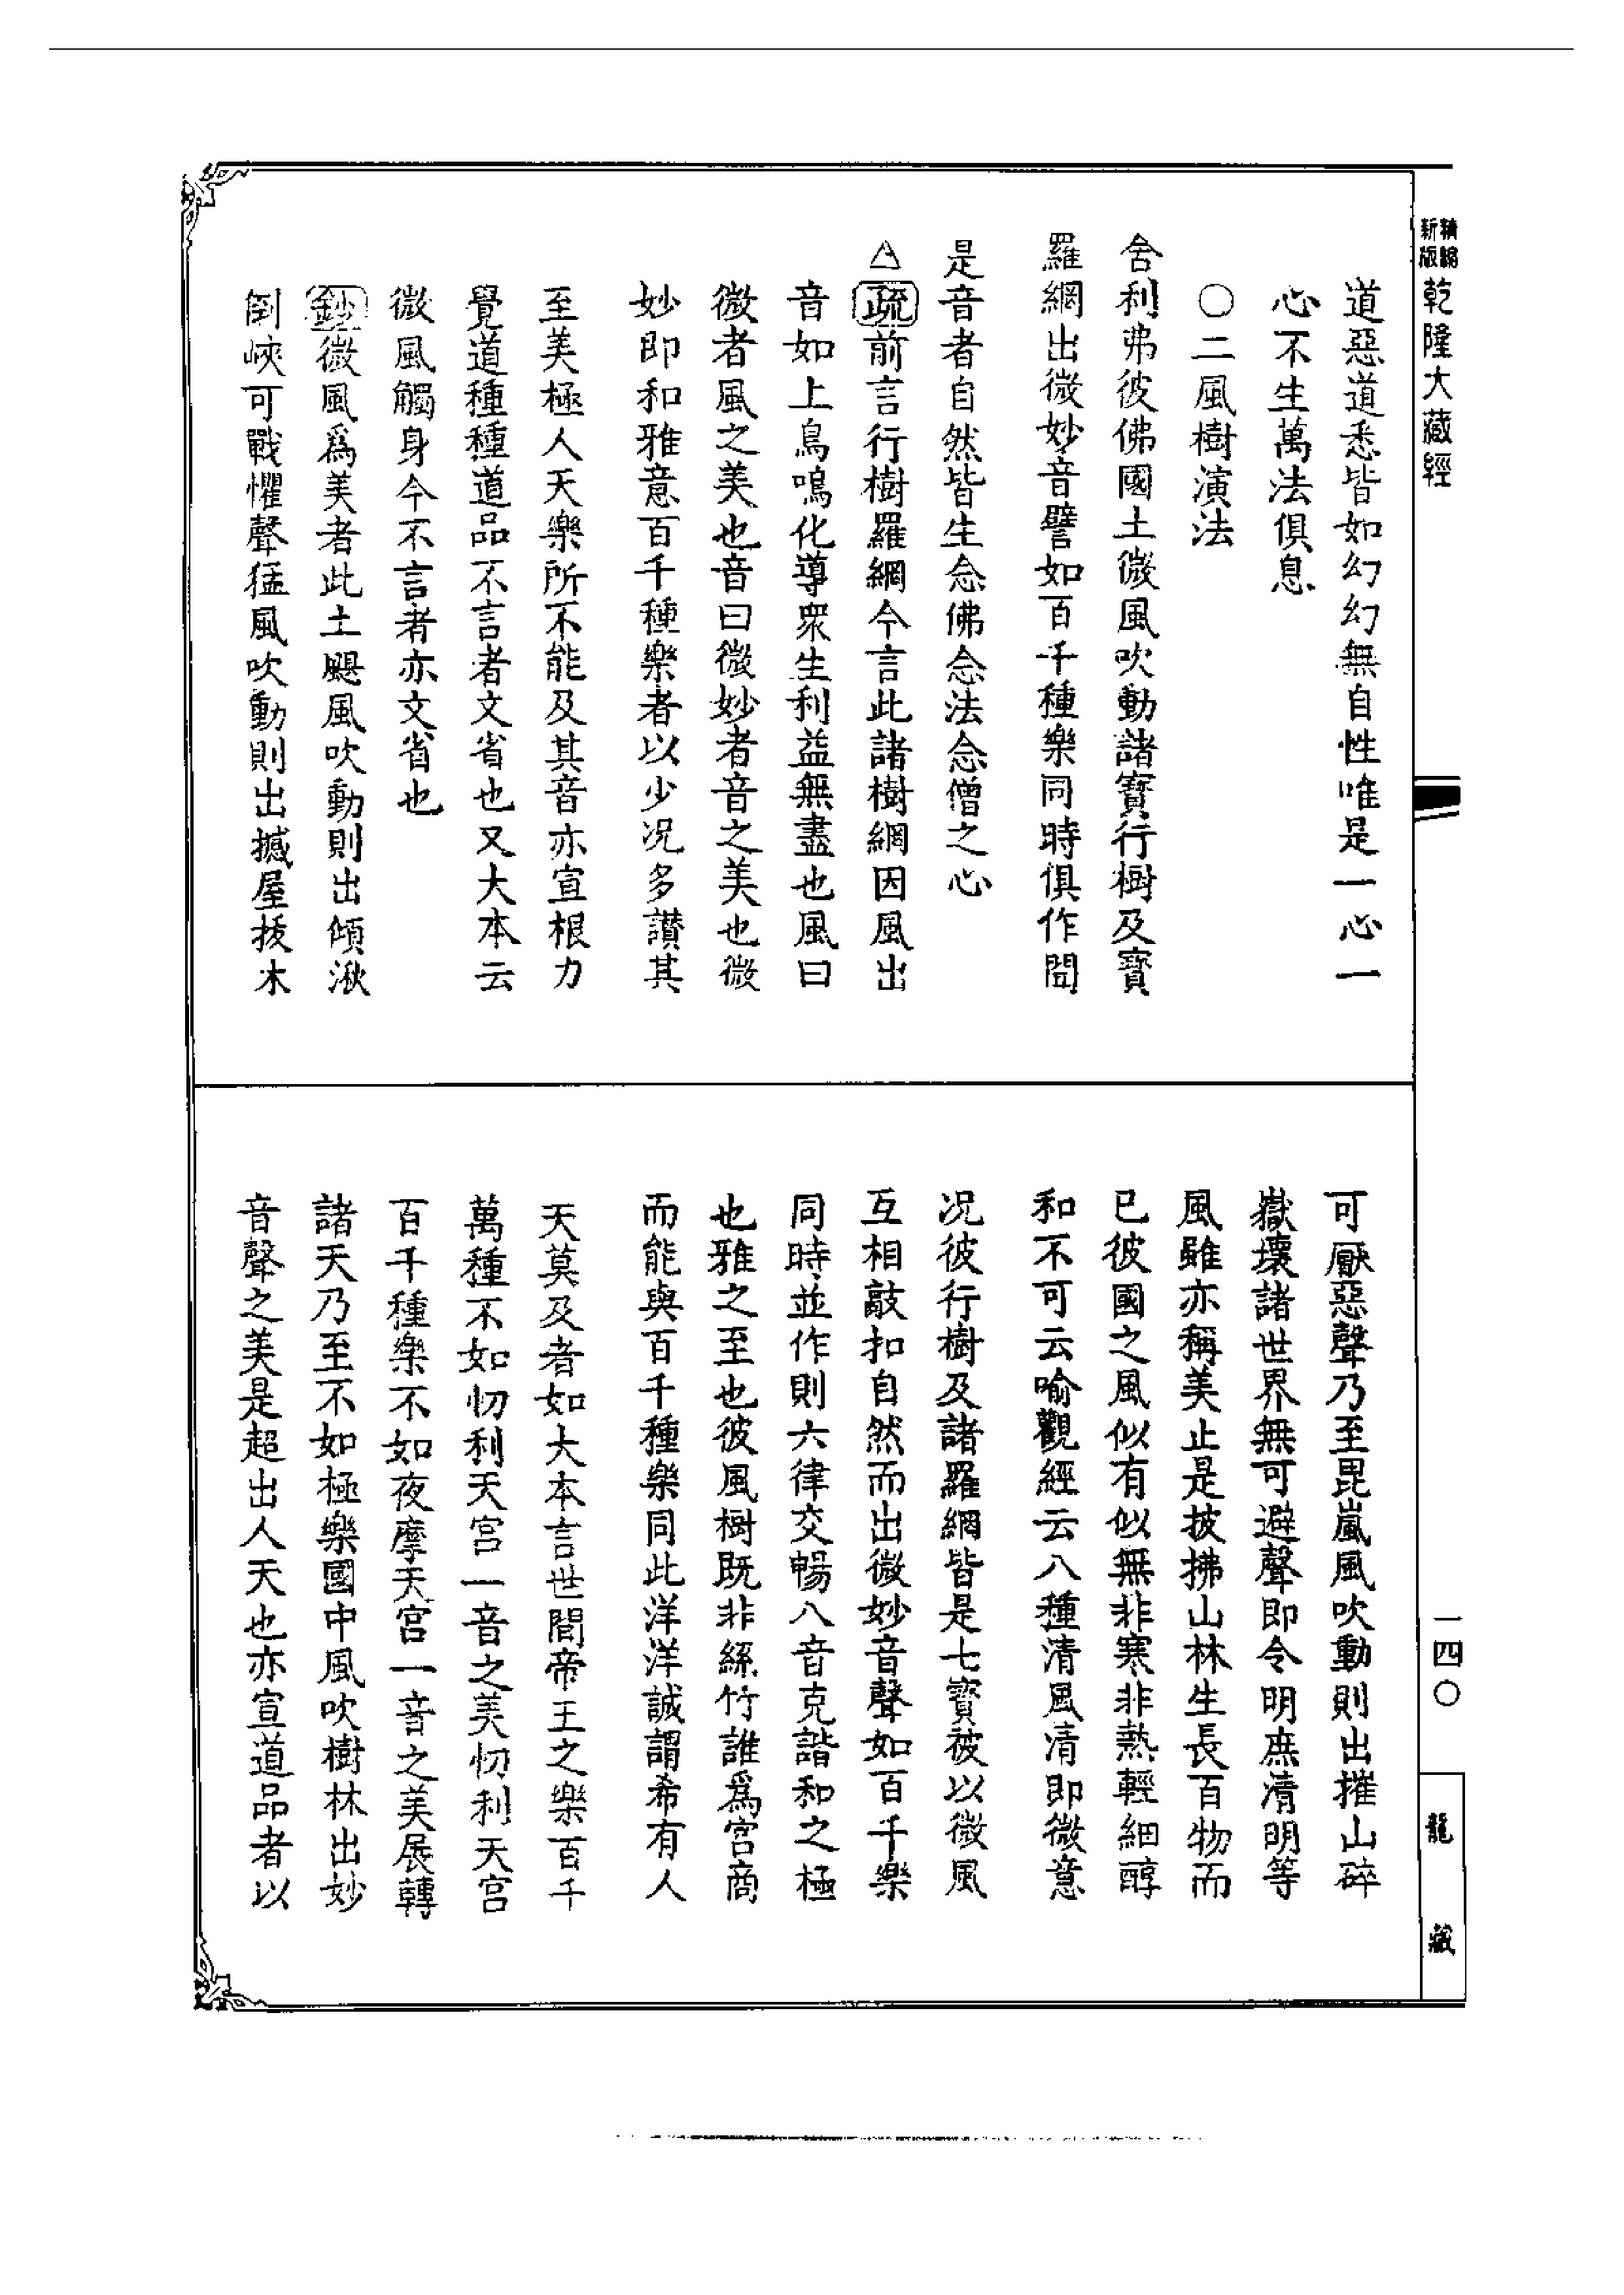 新版
精縮
乾隆大藏經
道惡道悉皆如幻幻無自性唯是一心一
心不生萬法俱息
○二風樹演法
舍利弗彼佛國土微風吹動諸寶行樹及寶
羅網出微妙音譬如百千種樂同時俱作聞
是音者自然皆生念佛念法念僧之心
△疏前言行樹羅網今言此諸樹網因風出
音如上鳥鳴化導眾生利益無盡也風曰
微者風之美也音曰微妙者音之美也微
妙即和雅意百千種樂者以少況多讚其
至美極人天樂所不能及其音亦宣根力
覺道種種道品不言者文省也又大本云
微風觸身今不言者亦文省也
鈔微風爲美者此土颶風吹動則出傾湫
倒峽可戰懼聲猛風吹動則出撼屋拔木
可厭惡聲乃至毘嵐風吹動則出摧山碎
嶽壞諸世界無可避聲即令明庶清明等
風雖亦稱美止是披拂山林生長百物而
已彼國之風似有似無非寒非熱輕細醇
和不可云喻觀經云八種清風清即微意
況彼行樹及諸羅網皆是七寶彼以微風
互相敲扣自然而出微妙音聲如百千樂
同時並作則六律交暢八音克諧和之極
也雅之至也彼風樹既非絲竹誰爲宮商
而能與百千種樂同此洋洋誠謂希有人
天莫及者如大本言世間帝王之樂百千
萬種不如忉利天宮一音之美忉利天宮
百千種樂不如夜摩天宮一音之美展轉
諸天乃至不如極樂國中風吹樹林出妙
音聲之美是超出人天也亦宣道品者以
一四○
龍藏